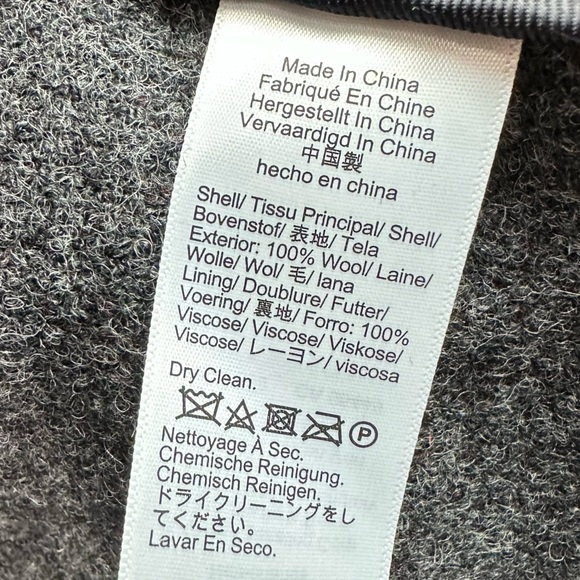 Made In China
Fabriqué En Chine
Hergestellt In China
Vervaardigd In China
中国製
hecho en china
Shell/ Tissu Principal/ Shell/
Bovenstof/ 表地/ Tela
Exterior: 100% Wool/ Laine/
Wolle/ Wol/ 毛/ lana
Lining/ Doublure/ Futter/
Voering/ 裏地/ Forro: 100%
Viscose/ Viscose/ Viskose/
Viscose/ レーヨン/ viscosa
Dry Clean.
P
Nettoyage À Sec.
Chemische Reinigung.
Chemisch Reinigen.
ドライクリーニングをし
てください。
Lavar En Seco.